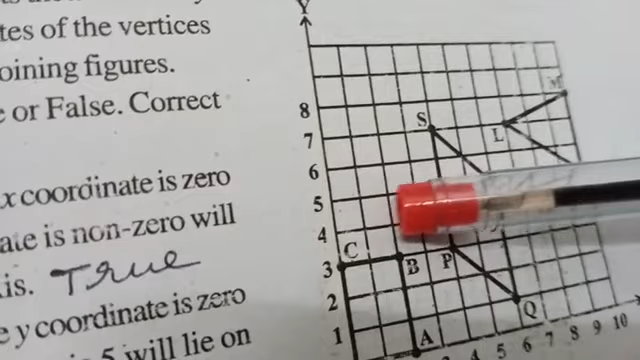 tes of the vertices
oining figures.
e or False. Correct
x coordinate is zero
ate is non-zero will
is. True
e y coordinate is zero
5 will lie on
Y
8
7
6
5
4
3
2
1
S
L
M
C
B
P
Q
A
4 5 6 7 8 9 10